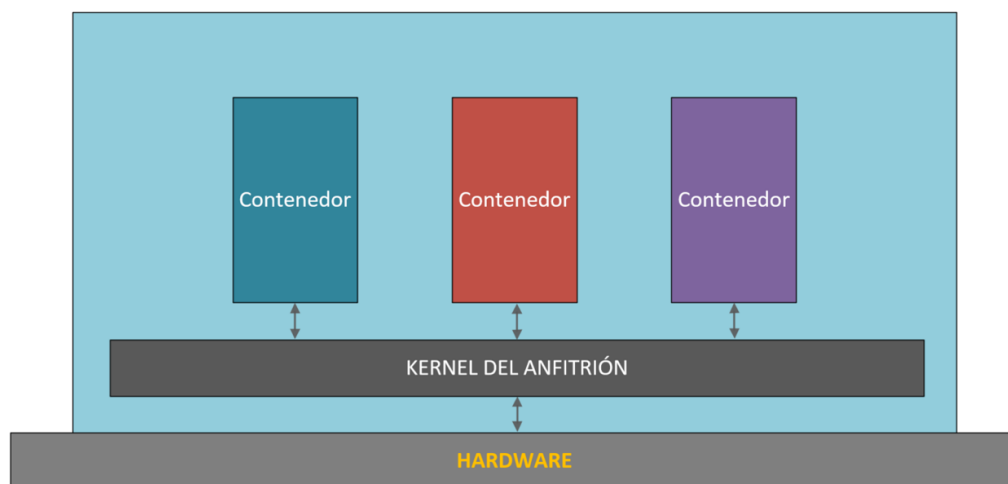 Contenedor
Contenedor
Contenedor
KERNEL DEL ANFITRIÓN
HARDWARE